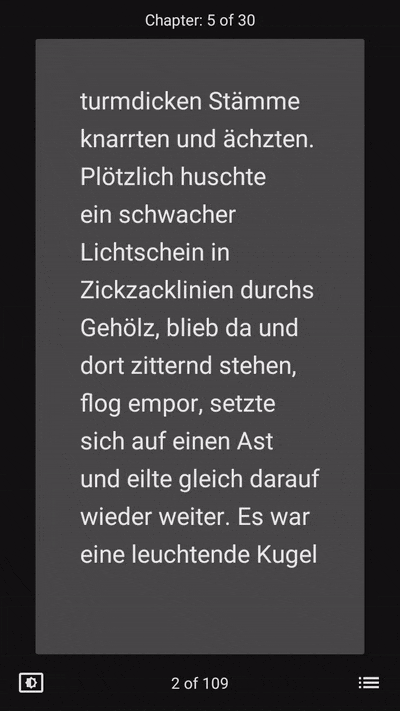 Chapter: 5 of 30
turmdicken Stämme
knarrten und ächzten.
Plötzlich huschte
ein schwacher
Lichtschein in
Zickzacklinien durchs
Gehölz, blieb da und
dort zitternd stehen,
flog empor, setzte
sich auf einen Ast
und eilte gleich darauf
wieder weiter. Es war
eine leuchtende Kugel
2 of 109